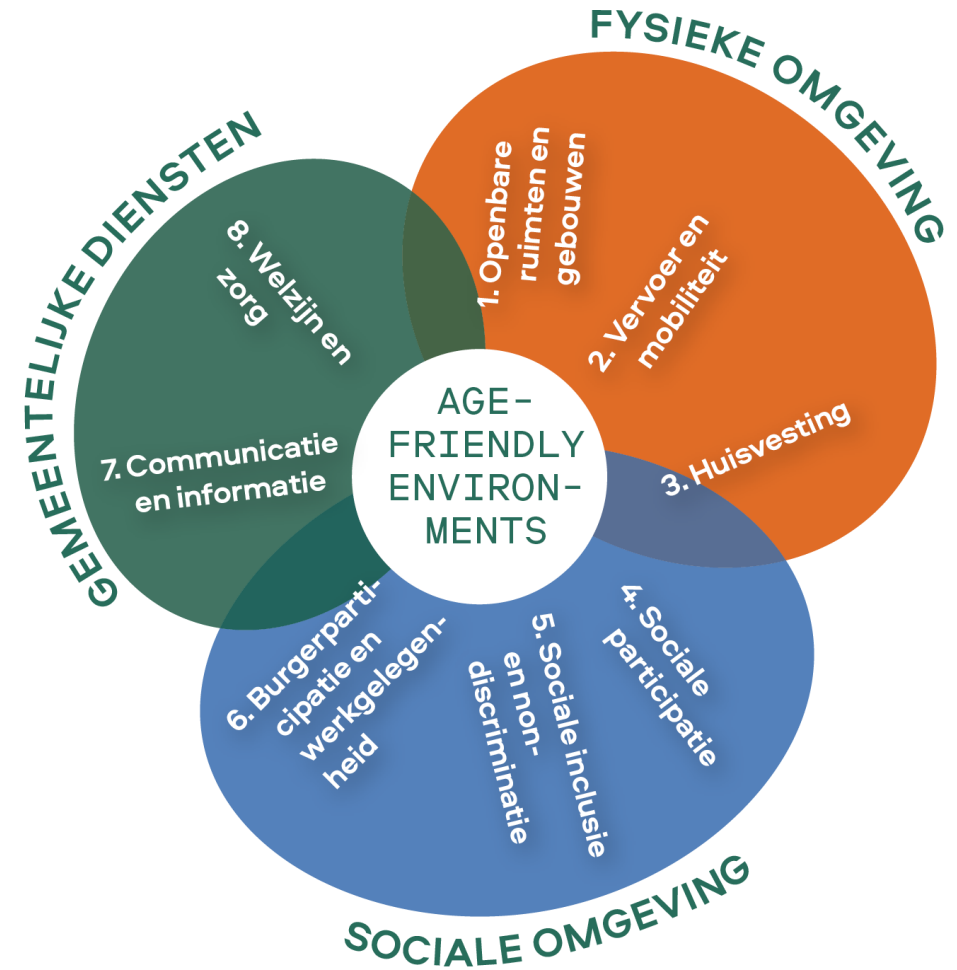 FYSIEKE OMGEVING
1. Openbare
ruimten en
gebouwen
2. Vervoer en
mobiliteit
3. Huisvesting
SOCIALE OMGEVING
4. Sociale
participatie
5. Sociale inclusie
en non-
discriminatie
6. Burgerparti-
cipatie en
werkgelegen-
heid
GEMEENTELIJKE DIENSTEN
7. Communicatie
en informatie
8. Welzijn en
zorg
AGE-
FRIENDLY
ENVIRON-
MENTS